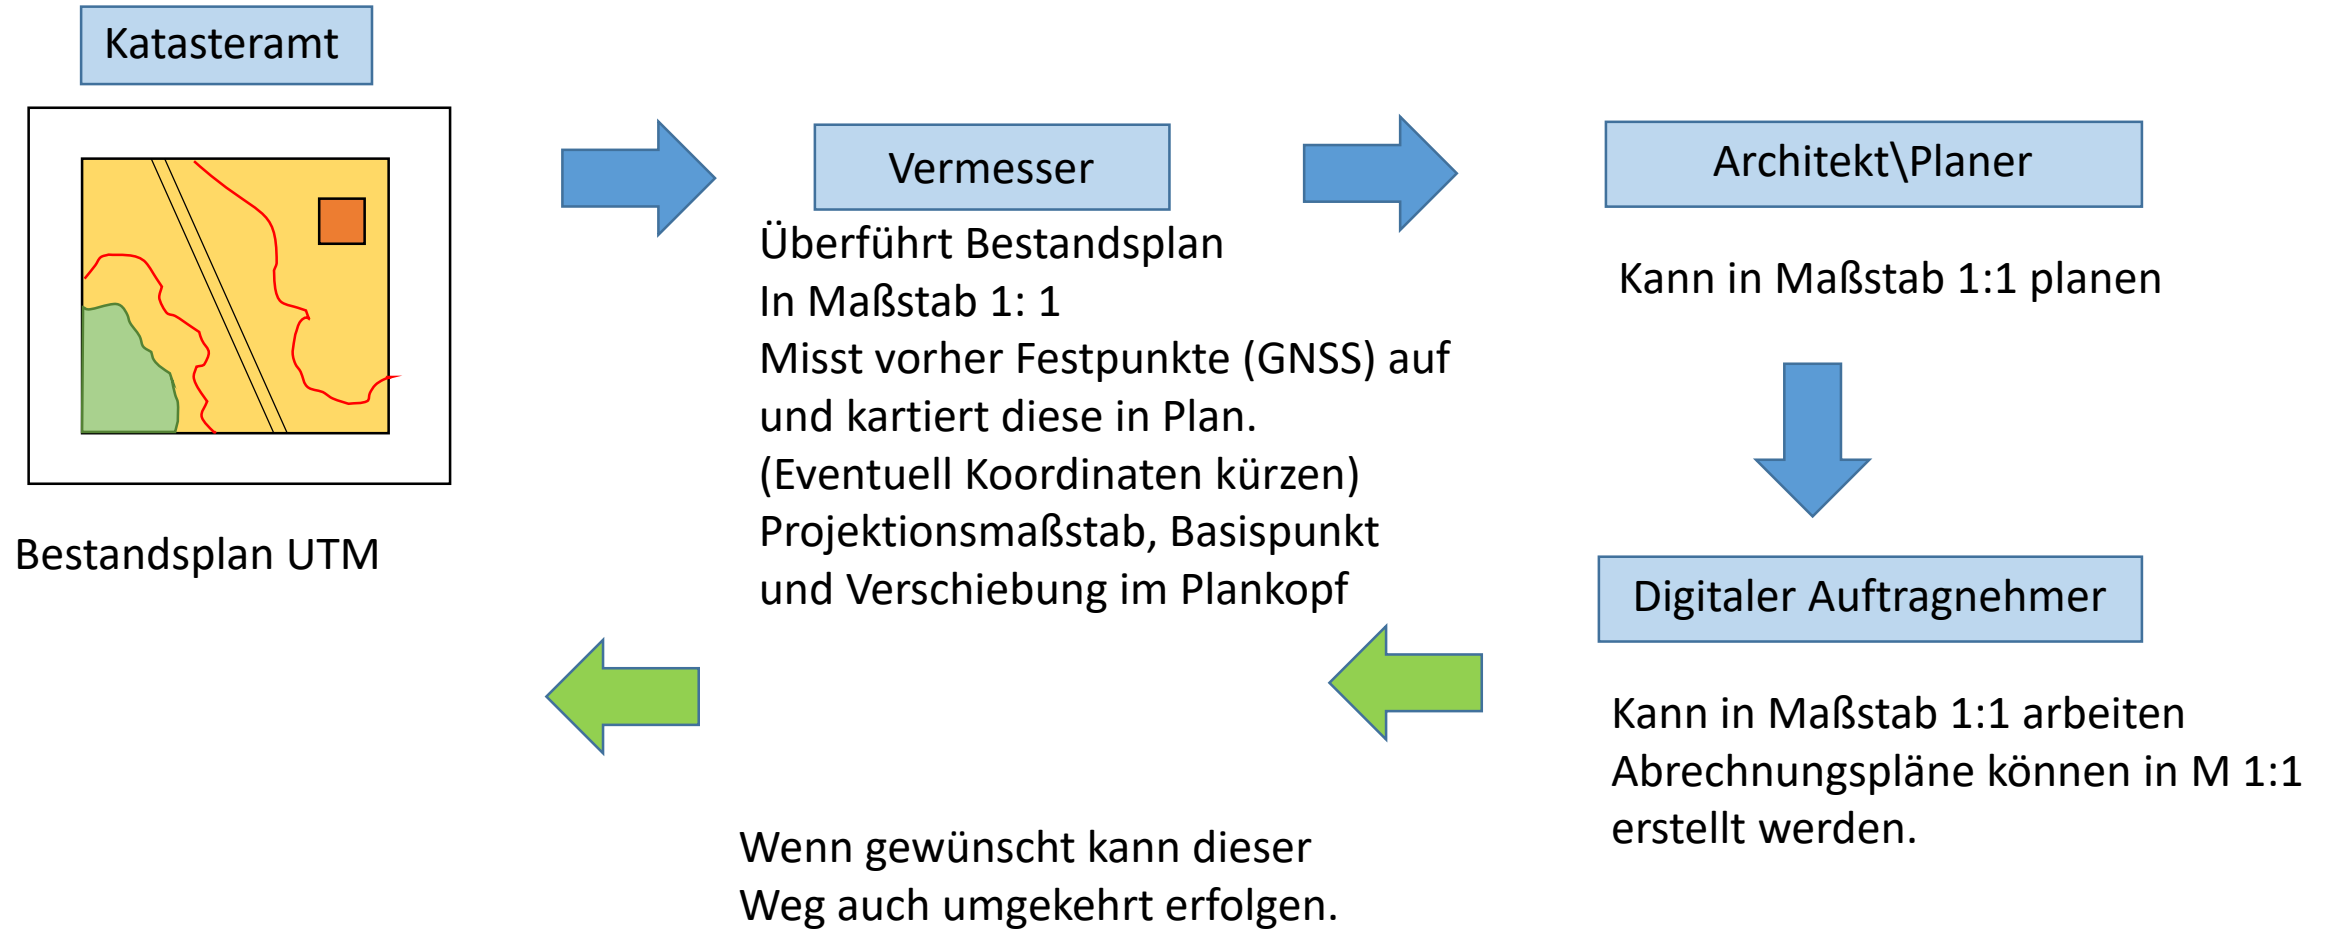 Katasteramt
Bestandsplan UTM
Vermesser
Überführt Bestandsplan
In Maßstab 1: 1
Misst vorher Festpunkte (GNSS) auf
und kartiert diese in Plan.
(Eventuell Koordinaten kürzen)
Projektionsmaßstab, Basispunkt
und Verschiebung im Plankopf
Architekt\Planer
Kann in Maßstab 1:1 planen
Digitaler Auftragnehmer
Kann in Maßstab 1:1 arbeiten
Abrechnungspläne können in M 1:1
erstellt werden.
Wenn gewünscht kann dieser
Weg auch umgekehrt erfolgen.